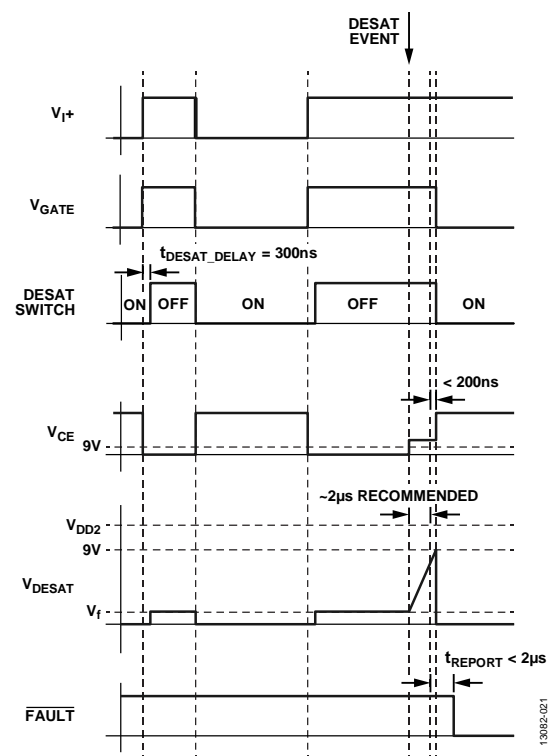 DESAT
EVENT
VI+
VGATE
tDESAT_DELAY = 300ns
DESAT
SWITCH
ON OFF ON OFF ON
< 200ns
VCE
9V
~2µs RECOMMENDED
VDD2
9V
VDESAT
Vf
tREPORT < 2µs
FAULT
13082-021